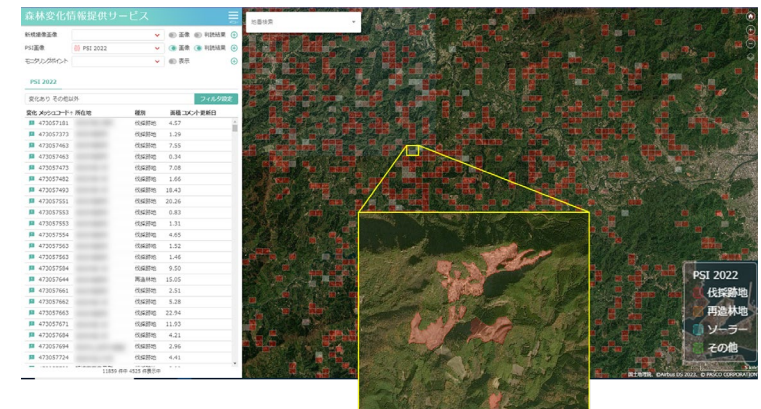 森林変化情報提供サービス
新規撮像画像 画像 判読結果
PSI画像 PSI 2022 画像 判読結果
モニタリングポイント 表示
PSI 2022
変化あり その他以外 フィルタ設定
変化 メッシュコード 所在地 種別 面積 コメント 更新日
473057181 伐採跡地 4.57
473057373 伐採跡地 1.29
473057463 伐採跡地 7.55
473057463 伐採跡地 0.34
473057473 伐採跡地 7.08
473057482 伐採跡地 1.66
473057493 伐採跡地 18.43
473057551 伐採跡地 20.26
473057553 伐採跡地 0.83
473057553 伐採跡地 1.31
473057554 伐採跡地 4.65
473057563 伐採跡地 1.52
473057563 伐採跡地 1.46
473057584 伐採跡地 9.50
473057644 再造林地 15.05
473057661 伐採跡地 2.51
473057662 伐採跡地 5.28
473057663 伐採跡地 22.94
473057671 伐採跡地 11.93
473057684 伐採跡地 4.21
473057694 伐採跡地 2.96
473057724 伐採跡地 4.41
11859 件中 4525 件表示中
地番検索
PSI 2022
伐採跡地
再造林地
ソーラー
その他
5 km
国土地理院, ©Airbus DS 2023, © PASCO CORPORATION